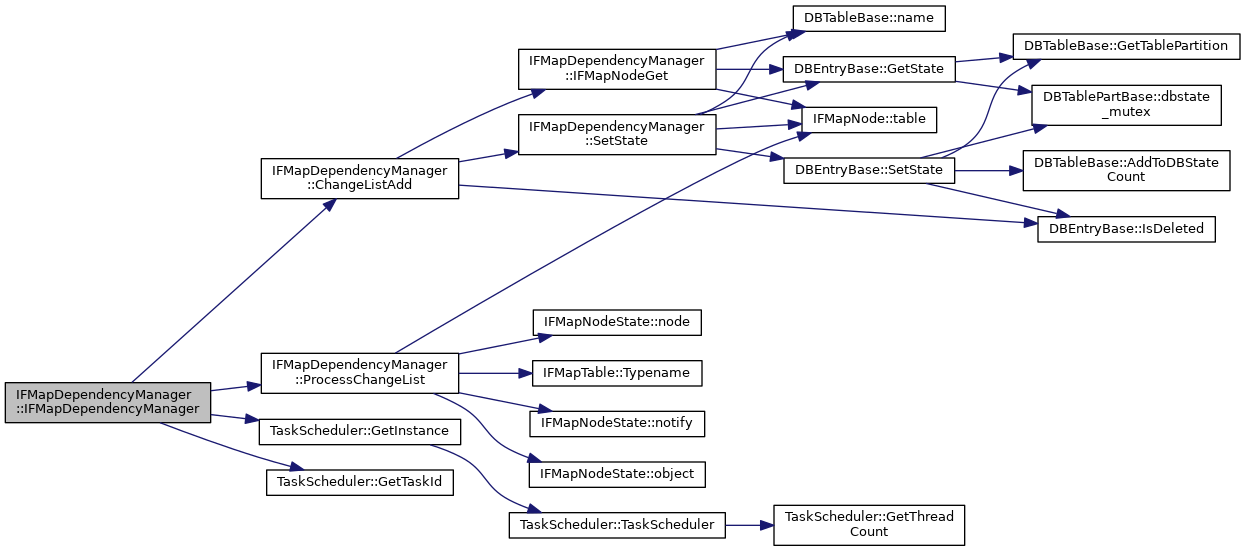 IFMapDependencyManager
::IFMapDependencyManager
IFMapDependencyManager
::ChangeListAdd
IFMapDependencyManager
::ProcessChangeList
TaskScheduler::GetInstance
TaskScheduler::GetTaskId
IFMapDependencyManager
::IFMapNodeGet
IFMapDependencyManager
::SetState
IFMapNodeState::node
IFMapTable::Typename
IFMapNodeState::notify
IFMapNodeState::object
TaskScheduler::TaskScheduler
DBTableBase::name
DBEntryBase::GetState
IFMapNode::table
DBEntryBase::SetState
TaskScheduler::GetThread
Count
DBTableBase::GetTablePartition
DBTablePartBase::dbstate
_mutex
DBTableBase::AddToDBState
Count
DBEntryBase::IsDeleted